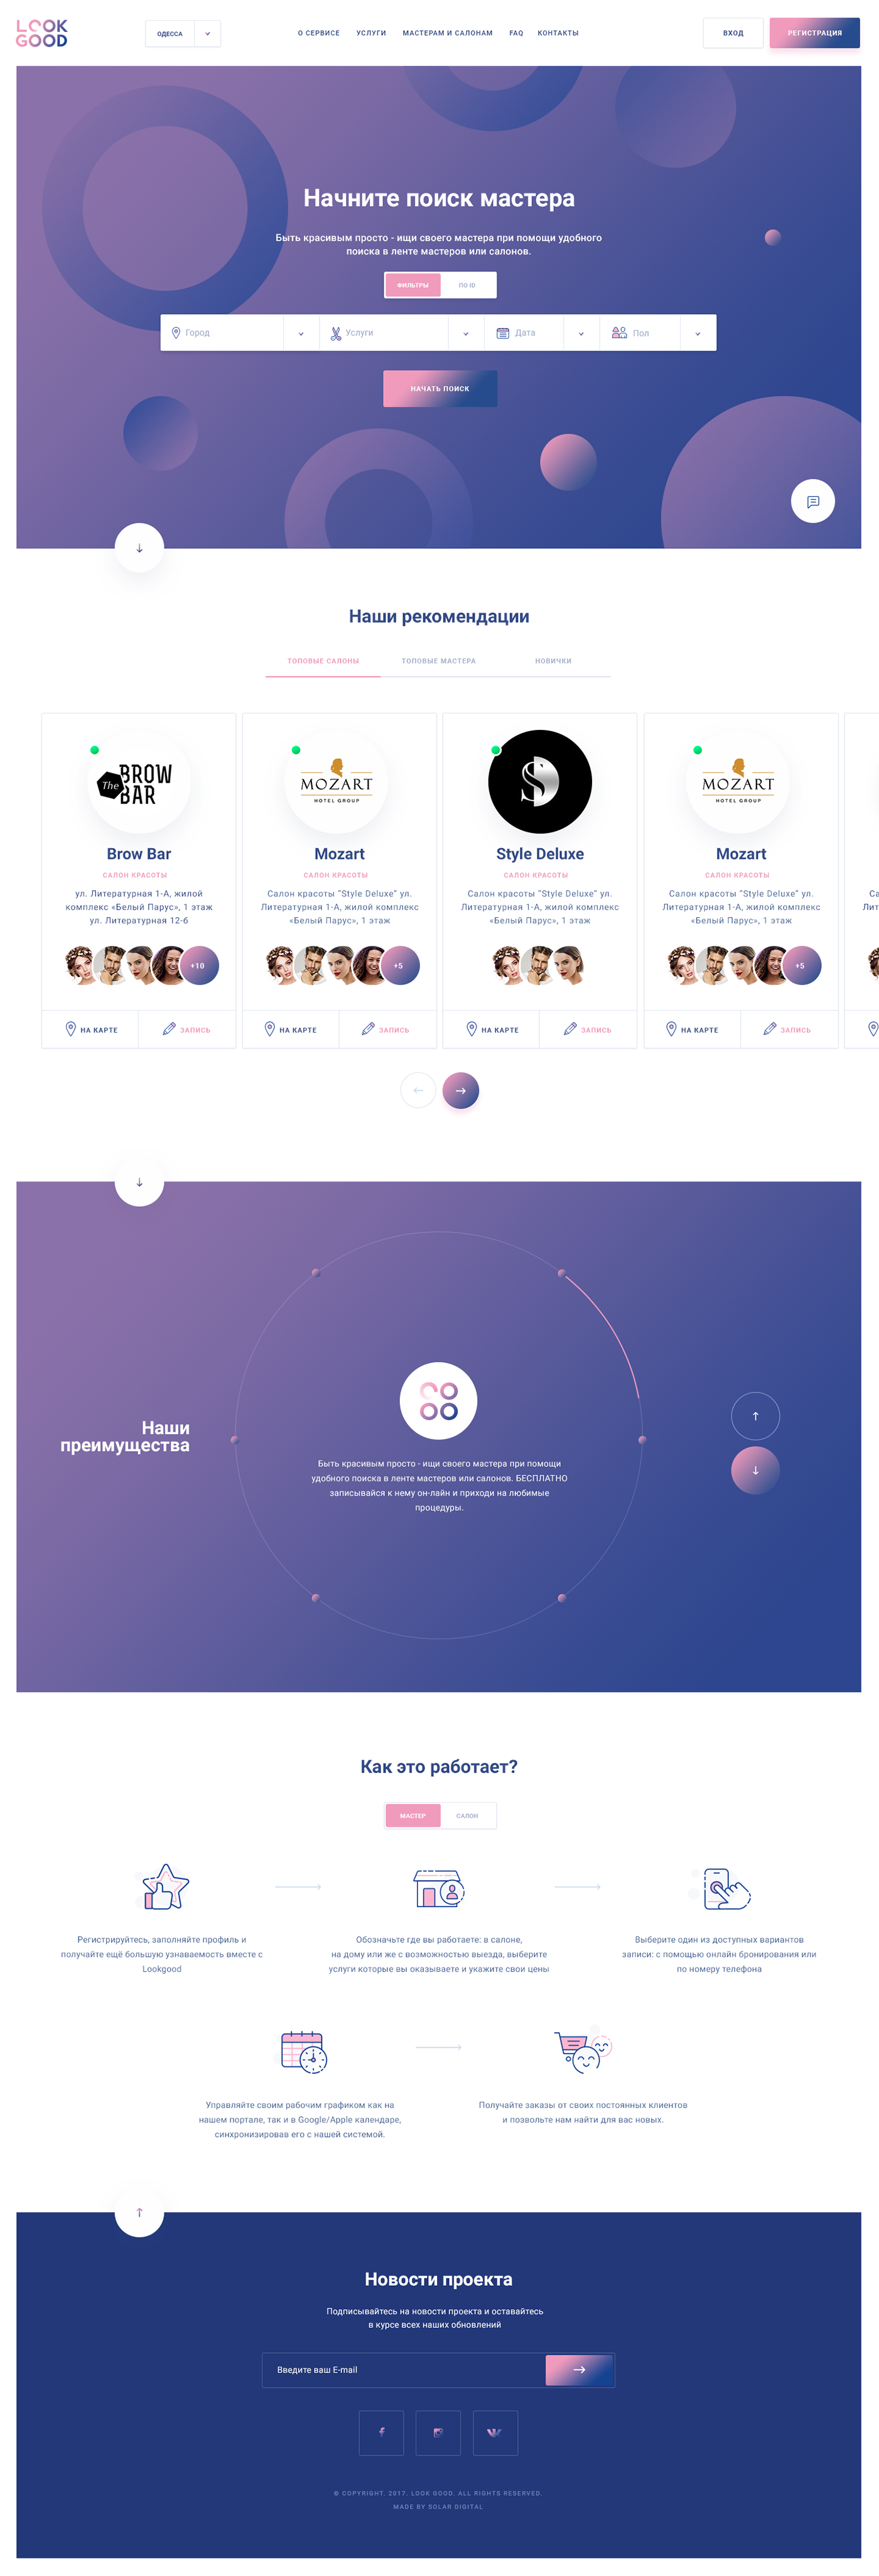 LOOK
GOOD
ОДЕССА
О СЕРВИСЕ
УСЛУГИ
МАСТЕРАМ И САЛОНАМ
FAQ
КОНТАКТЫ
ВХОД
РЕГИСТРАЦИЯ
Начните поиск мастера
Быть красивым просто - ищи своего мастера при помощи удобного
поиска в ленте мастеров или салонов.
ФИЛЬТРЫ
ПО ID
Город
Услуги
Дата
Пол
НАЧАТЬ ПОИСК
Наши рекомендации
ТОПОВЫЕ САЛОНЫ
ТОПОВЫЕ МАСТЕРА
НОВИЧКИ
The BROW
BAR
Brow Bar
САЛОН КРАСОТЫ
ул. Литературная 1-А, жилой
комплекс «Белый Парус», 1 этаж
ул. Литературная 12-б
+10
НА КАРТЕ
ЗАПИСЬ
MOZART
HOTEL GROUP
Mozart
САЛОН КРАСОТЫ
Салон красоты “Style Deluxe” ул.
Литературная 1-А, жилой комплекс
«Белый Парус», 1 этаж
+5
НА КАРТЕ
ЗАПИСЬ
Style Deluxe
САЛОН КРАСОТЫ
Салон красоты “Style Deluxe” ул.
Литературная 1-А, жилой комплекс
«Белый Парус», 1 этаж
НА КАРТЕ
ЗАПИСЬ
MOZART
HOTEL GROUP
Mozart
САЛОН КРАСОТЫ
Салон красоты “Style Deluxe” ул.
Литературная 1-А, жилой комплекс
«Белый Парус», 1 этаж
+5
НА КАРТЕ
ЗАПИСЬ
Наши
преимущества
Быть красивым просто - ищи своего мастера при помощи
удобного поиска в ленте мастеров или салонов. БЕСПЛАТНО
записывайся к нему он-лайн и приходи на любимые
процедуры.
Как это работает?
МАСТЕР
САЛОН
Регистрируйтесь, заполняйте профиль и
получайте ещё большую узнаваемость вместе с
Lookgood
Обозначьте где вы работаете: в салоне,
на дому или же с возможностью выезда, выберите
услуги которые вы оказываете и укажите свои цены
Выберите один из доступных вариантов
записи: с помощью онлайн бронирования или
по номеру телефона
Управляйте своим рабочим графиком как на
нашем портале, так и в Google/Apple календаре,
синхронизировав его с нашей системой.
Получайте заказы от своих постоянных клиентов
и позвольте нам найти для вас новых.
Новости проекта
Подписывайтесь на новости проекта и оставайтесь
в курсе всех наших обновлений
Введите ваш E-mail
© COPYRIGHT. 2017. LOOK GOOD. ALL RIGHTS RESERVED.
MADE BY SOLAR DIGITAL